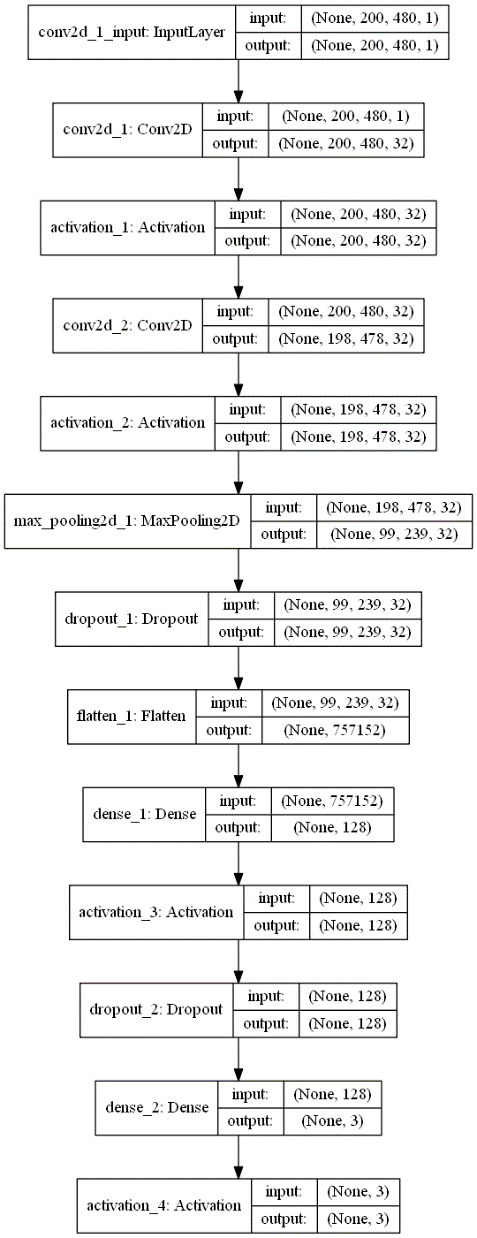 conv2d_1_input: InputLayer input: (None, 200, 480, 1)
output: (None, 200, 480, 1)
conv2d_1: Conv2D input: (None, 200, 480, 1)
output: (None, 200, 480, 32)
activation_1: Activation input: (None, 200, 480, 32)
output: (None, 200, 480, 32)
conv2d_2: Conv2D input: (None, 200, 480, 32)
output: (None, 198, 478, 32)
activation_2: Activation input: (None, 198, 478, 32)
output: (None, 198, 478, 32)
max_pooling2d_1: MaxPooling2D input: (None, 198, 478, 32)
output: (None, 99, 239, 32)
dropout_1: Dropout input: (None, 99, 239, 32)
output: (None, 99, 239, 32)
flatten_1: Flatten input: (None, 99, 239, 32)
output: (None, 757152)
dense_1: Dense input: (None, 757152)
output: (None, 128)
activation_3: Activation input: (None, 128)
output: (None, 128)
dropout_2: Dropout input: (None, 128)
output: (None, 128)
dense_2: Dense input: (None, 128)
output: (None, 3)
activation_4: Activation input: (None, 3)
output: (None, 3)